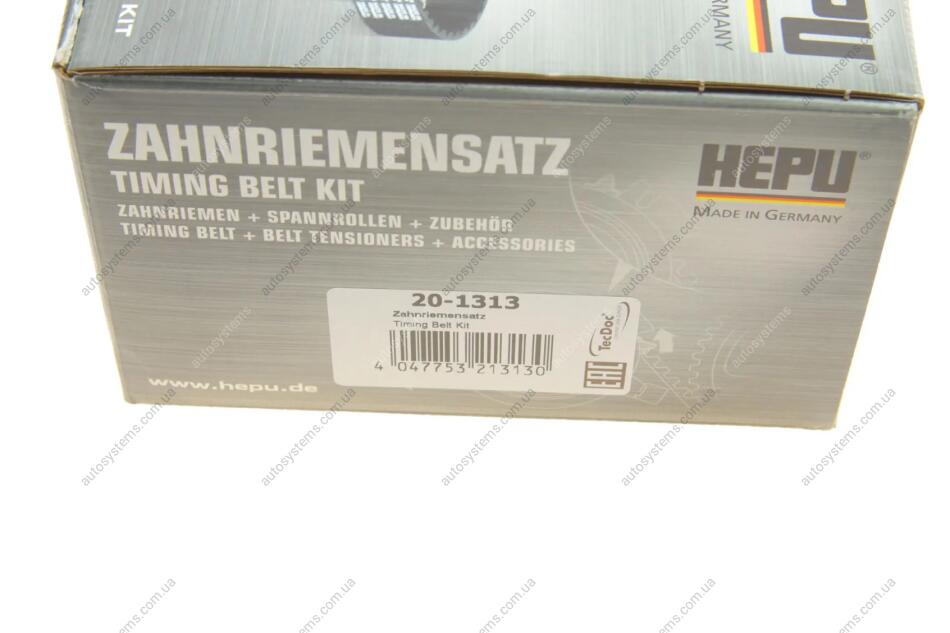 KIT
GERMANY
HEPU®
ZAHNRIEMENSATZ
TIMING BELT KIT
ZAHNRIEMEN + SPANNROLLEN + ZUBEHÖR
TIMING BELT + BELT TENSIONERS + ACCESSORIES
HEPU®
MADE IN GERMANY
20-1313
Zahnriemensatz
Timing Belt Kit
4 047753 213130
TecDoc
EAC
www.hepu.de
autosystems.com.ua